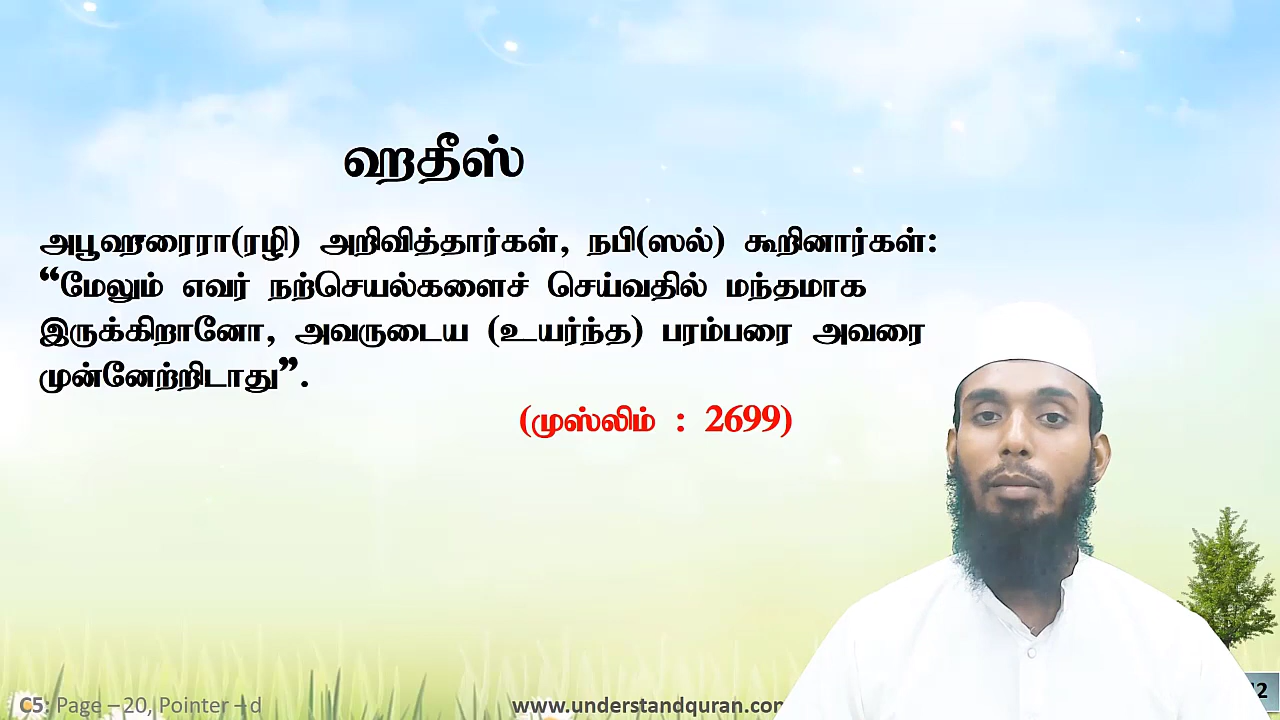 ஹதீஸ்
அபூஹுரைரா(ரழி) அறிவித்தார்கள், நபி(ஸல்) கூறினார்கள்:
“மேலும் எவர் நற்செயல்களைச் செய்வதில் மந்தமாக
இருக்கிறானோ, அவருடைய (உயர்ந்த) பரம்பரை அவரை
முன்னேற்றிடாது”.
(முஸ்லிம் : 2699)
C5: Page – 20, Pointer – d
www.understandquran.com